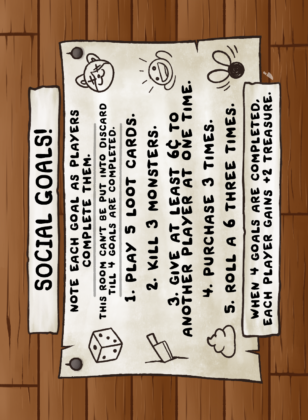 SOCIAL GOALS!
NOTE EACH GOAL AS PLAYERS
COMPLETE THEM.
THIS ROOM CAN'T BE PUT INTO DISCARD
TILL 4 GOALS ARE COMPLETED.
1. PLAY 5 LOOT CARDS.
2. KILL 3 MONSTERS.
3. GIVE AT LEAST 6¢ TO
ANOTHER PLAYER AT ONE TIME.
4. PURCHASE 3 TIMES.
5. ROLL A 6 THREE TIMES.
WHEN 4 GOALS ARE COMPLETED,
EACH PLAYER GAINS +2 TREASURE.